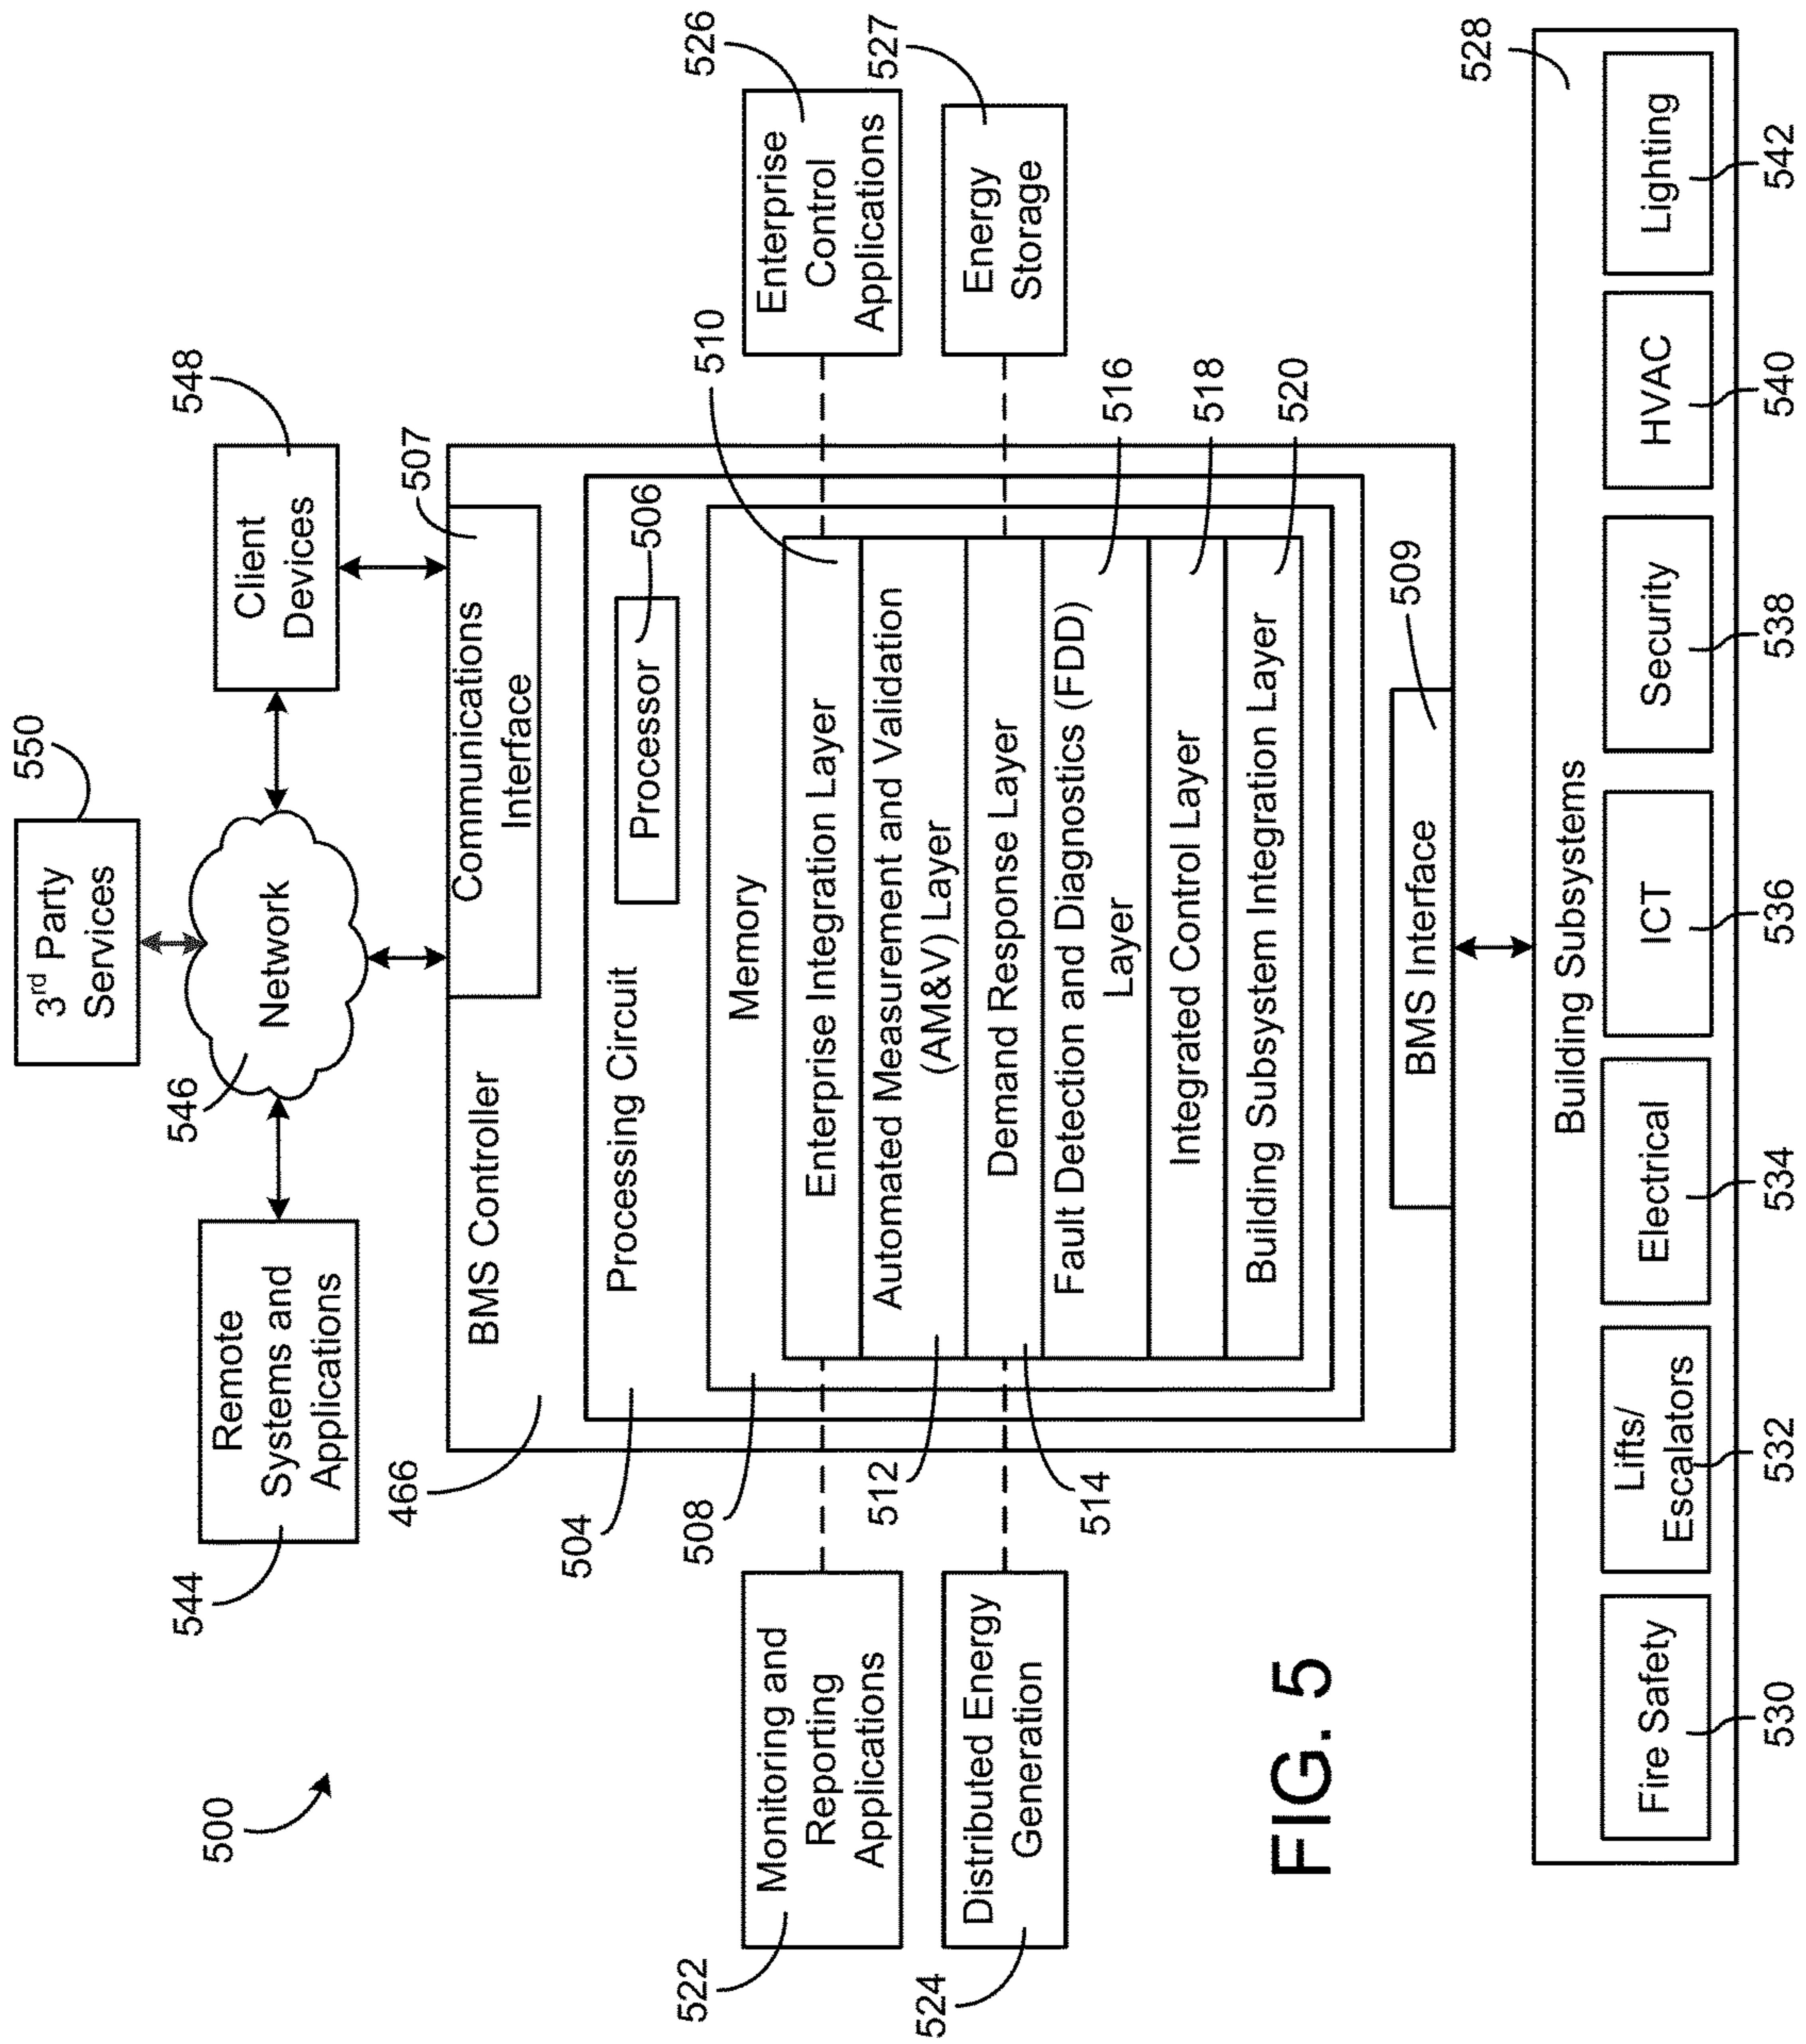 500
3rd Party
Services
550
544
Remote
Systems and
Applications
546
Network
Client
Devices
548
466
BMS Controller
Communications
Interface
507
504
Processing Circuit
Processor
506
508
Memory
510
522
Monitoring and
Reporting
Applications
Enterprise Integration Layer
Enterprise
Control
Applications
526
512
Automated Measurement and Validation
(AM&V) Layer
524
Distributed Energy
Generation
514
Demand Response Layer
Energy
Storage
527
Fault Detection and Diagnostics (FDD)
Layer
516
Integrated Control Layer
518
Building Subsystem Integration Layer
520
BMS Interface
509
FIG. 5
Building Subsystems
528
Fire Safety
Lifts/
Escalators
Electrical
ICT
Security
HVAC
Lighting
530
532
534
536
538
540
542